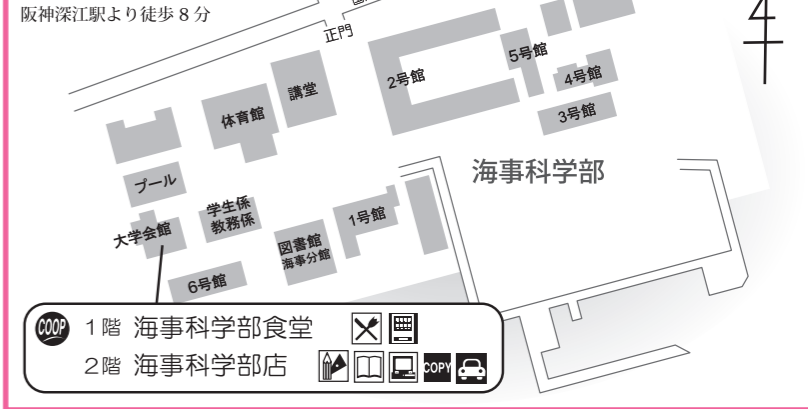 阪神深江駅より徒歩8分
正門
講堂
体育館
2号館
5号館
4号館
3号館
海事科学部
プール
学生係
教務係
大学会館
図書館
海事分館
1号館
6号館
COOP 1階 海事科学部食堂
2階 海事科学部店 COPY